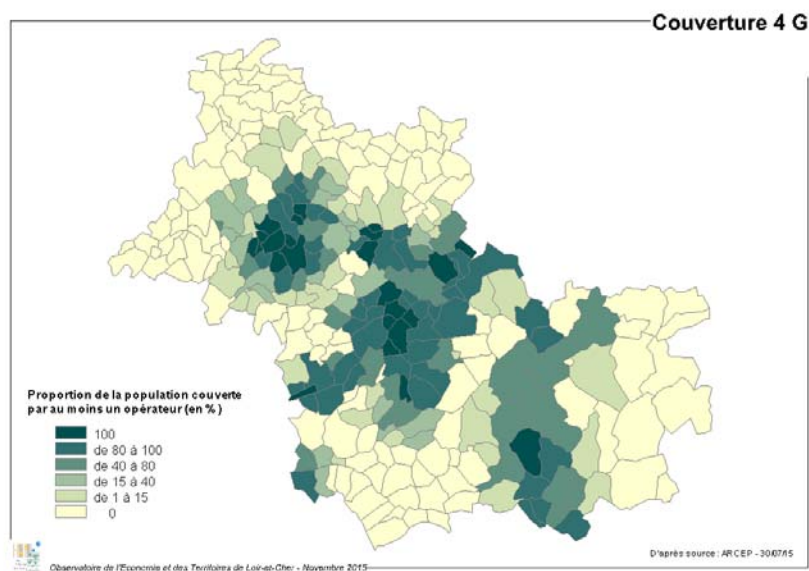 Couverture 4 G
Proportion de la population couverte
par au moins un opérateur (en %)
100
de 80 à 100
de 40 à 80
de 15 à 40
de 1 à 15
0
D'après source : ARCEP - 30/07/15
Observatoire de l'Economie et des Territoires de Loir-et-Cher - Novembre 2015